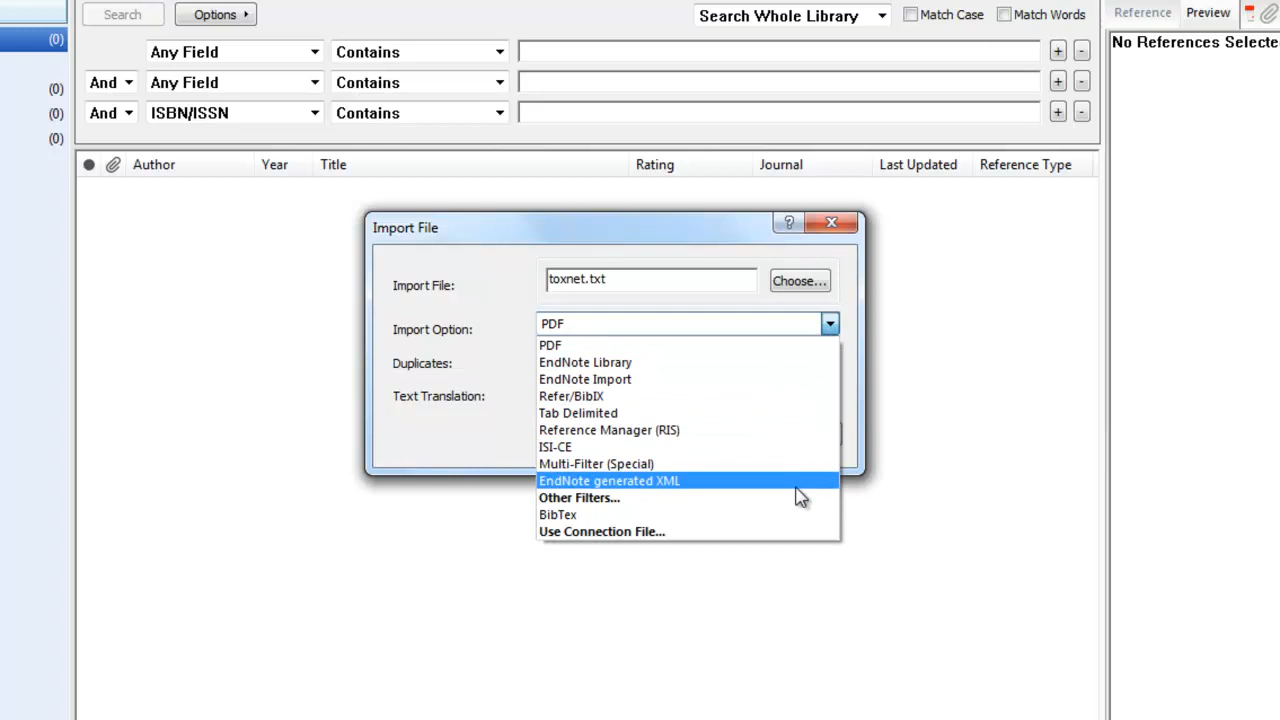 Search Options Search Whole Library Match Case Match Words Reference Preview
(0) Any Field Contains + - No References Selecte
(0) And Any Field Contains + -
(0) And ISBN/ISSN Contains + -
(0)
Author Year Title Rating Journal Last Updated Reference Type
Import File ?
Import File: toxnet.txt Choose...
Import Option: PDF
Duplicates:
Text Translation:
PDF
EndNote Library
EndNote Import
Refer/BibIX
Tab Delimited
Reference Manager (RIS)
ISI-CE
Multi-Filter (Special)
EndNote generated XML
Other Filters...
BibTex
Use Connection File...